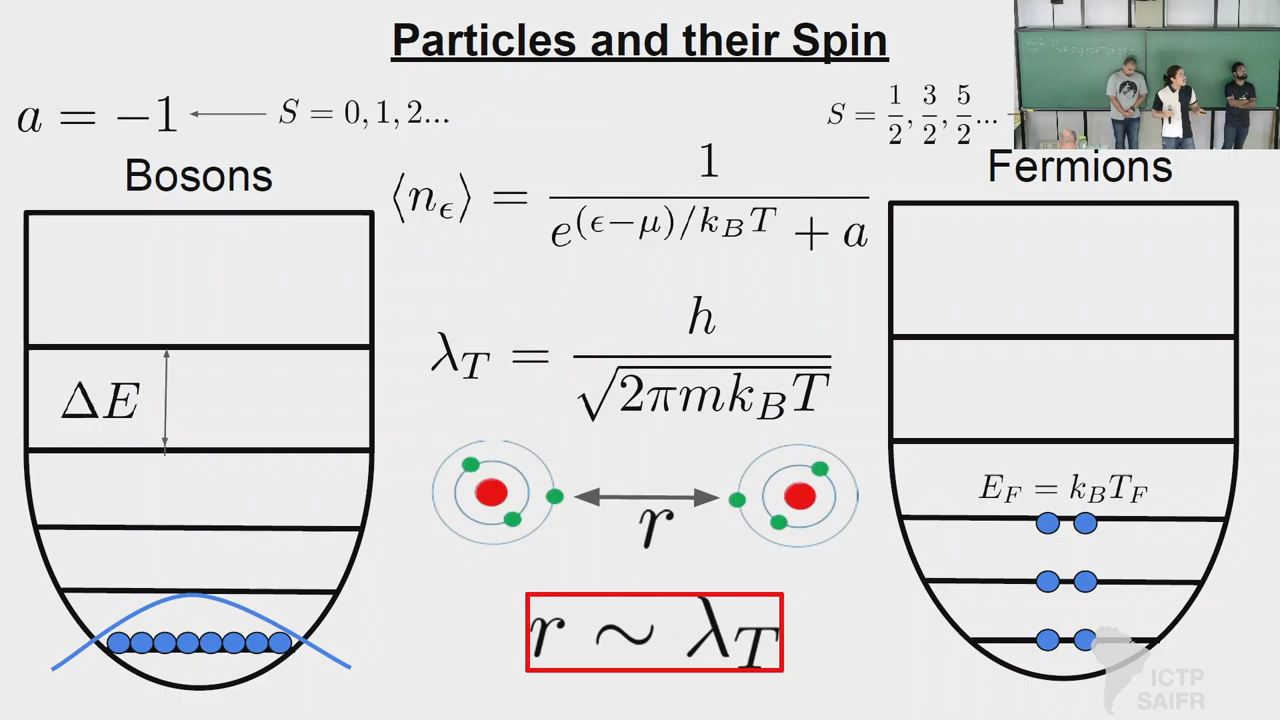 Particles and their Spin
a = −1 ← S = 0, 1, 2...
S = 1/2, 3/2, 5/2...
Bosons
Fermions
⟨n_ϵ⟩ = 1 / (e^{(ϵ−μ)/k_B T} + a)
λ_T = h / √(2πmk_B T)
ΔE
E_F = k_B T_F
r
r ∼ λ_T
ICTP
SAIFR